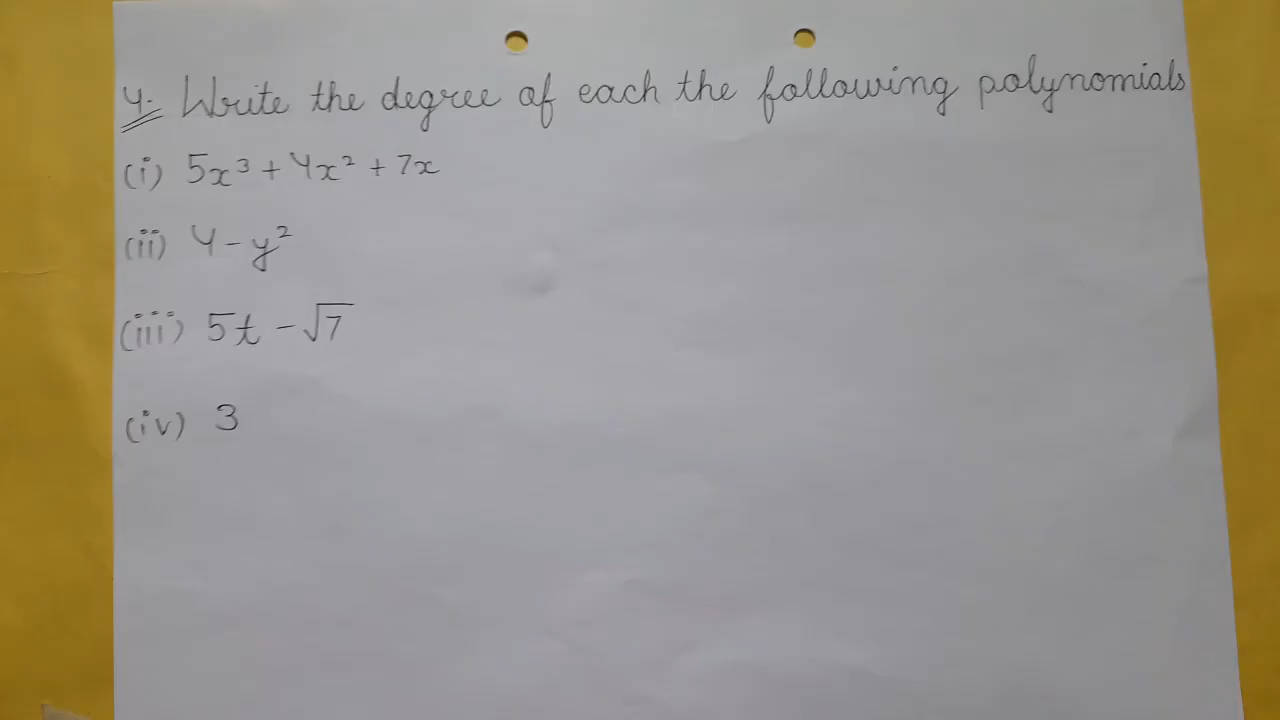 4. Write the degree of each the following polynomials
(i) 5x³ + 4x² + 7x
(ii) 4 - y²
(iii) 5t - √7
(iv) 3